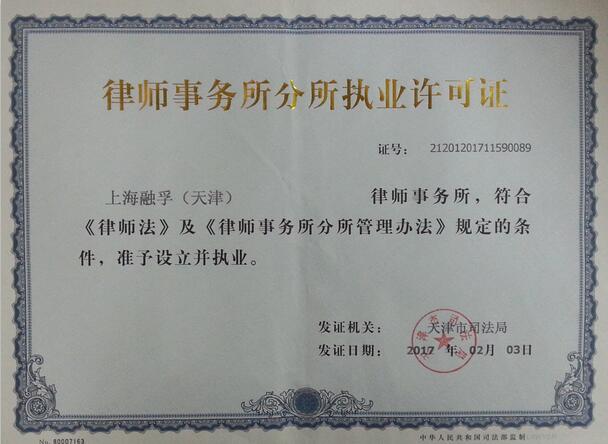 律师事务所分所执业许可证
证号: 21201201711590089
上海融孚（天津） 律师事务所，符合
《律师法》及《律师事务所分所管理办法》规定的条
件，准予设立并执业。
发证机关: 天津市司法局
发证日期: 2017 年 02月 03日
No. 80007163
中华人民共和国司法部监制